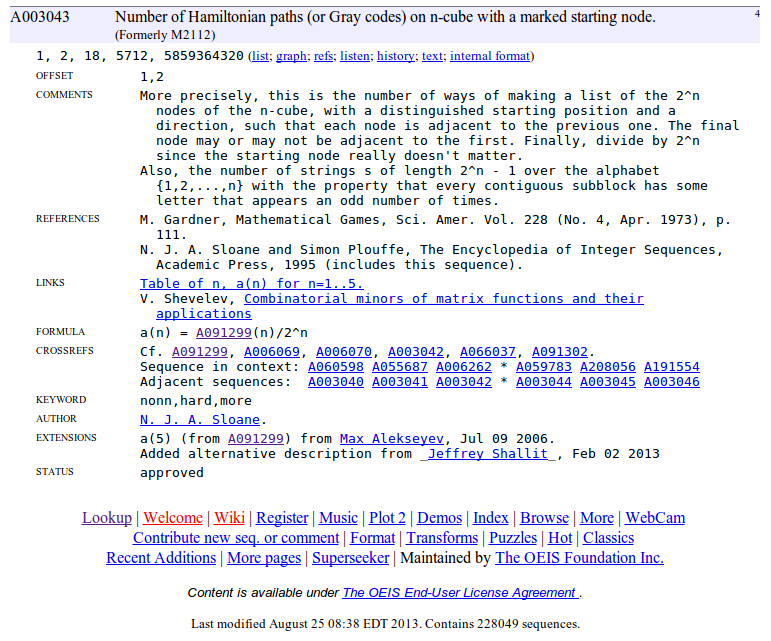 A003043 Number of Hamiltonian paths (or Gray codes) on n-cube with a marked starting node. 4
(Formerly M2112)
1, 2, 18, 5712, 5859364320 (list; graph; refs; listen; history; text; internal format)
OFFSET 1,2
COMMENTS More precisely, this is the number of ways of making a list of the 2^n
nodes of the n-cube, with a distinguished starting position and a
direction, such that each node is adjacent to the previous one. The final
node may or may not be adjacent to the first. Finally, divide by 2^n
since the starting node really doesn't matter.
Also, the number of strings s of length 2^n - 1 over the alphabet
{1,2,...,n} with the property that every contiguous subblock has some
letter that appears an odd number of times.
REFERENCES M. Gardner, Mathematical Games, Sci. Amer. Vol. 228 (No. 4, Apr. 1973), p.
111.
N. J. A. Sloane and Simon Plouffe, The Encyclopedia of Integer Sequences,
Academic Press, 1995 (includes this sequence).
LINKS Table of n, a(n) for n=1..5.
V. Shevelev, Combinatorial minors of matrix functions and their
applications
FORMULA a(n) = A091299(n)/2^n
CROSSREFS Cf. A091299, A006069, A006070, A003042, A066037, A091302.
Sequence in context: A060598 A055687 A006262 * A059783 A208056 A191554
Adjacent sequences: A003040 A003041 A003042 * A003044 A003045 A003046
KEYWORD nonn,hard,more
AUTHOR N. J. A. Sloane.
EXTENSIONS a(5) (from A091299) from Max Alekseyev, Jul 09 2006.
Added alternative description from _Jeffrey Shallit_, Feb 02 2013
STATUS approved
Lookup | Welcome | Wiki | Register | Music | Plot 2 | Demos | Index | Browse | More | WebCam
Contribute new seq. or comment | Format | Transforms | Puzzles | Hot | Classics
Recent Additions | More pages | Superseeker | Maintained by The OEIS Foundation Inc.
Content is available under The OEIS End-User License Agreement .
Last modified August 25 08:38 EDT 2013. Contains 228049 sequences.